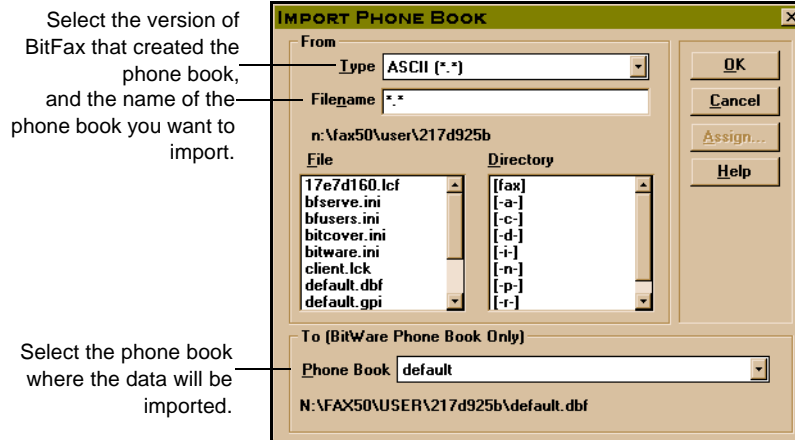 Select the version of
BitFax that created the
phone book,
and the name of the
phone book you want to
import.
Select the phone book
where the data will be
imported.
IMPORT PHONE BOOK
From
Type ASCII (*.*)
Filename *.*
n:\fax50\user\217d925b
File
17e7d160.lcf
bfserve.ini
bfusers.ini
bitcover.ini
bitware.ini
client.lck
default.dbf
default.gpi
Directory
[fax]
[-a-]
[-c-]
[-d-]
[-i-]
[-n-]
[-p-]
[-r-]
OK
Cancel
Assign...
Help
To (BitWare Phone Book Only)
Phone Book default
N:\FAX50\USER\217d925b\default.dbf